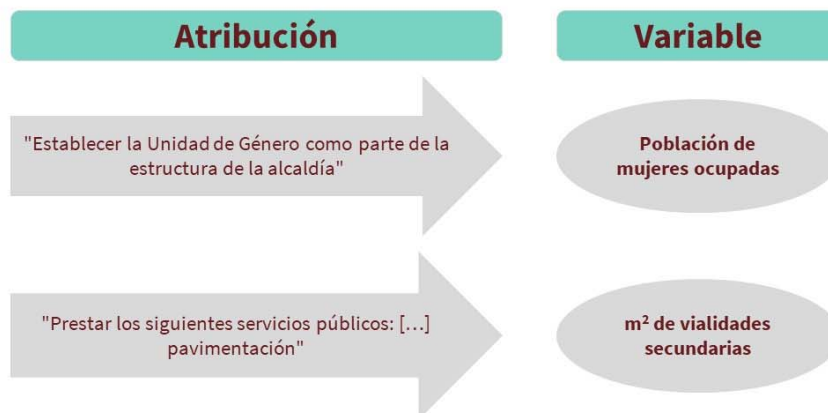 Atribución
Variable
"Establecer la Unidad de Género como parte de la
estructura de la alcaldía"
Población de
mujeres ocupadas
"Prestar los siguientes servicios públicos: […]
pavimentación"
m² de vialidades
secundarias